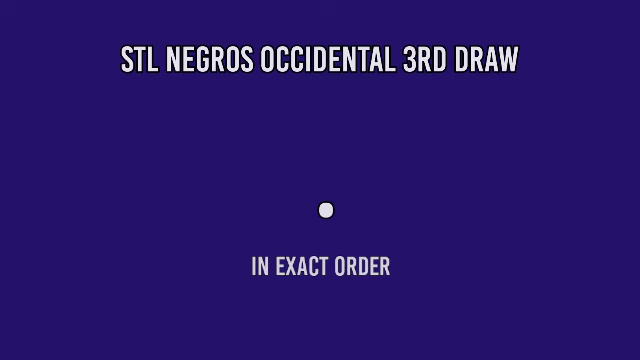 STL NEGROS OCCIDENTAL 3RD DRAW
IN EXACT ORDER